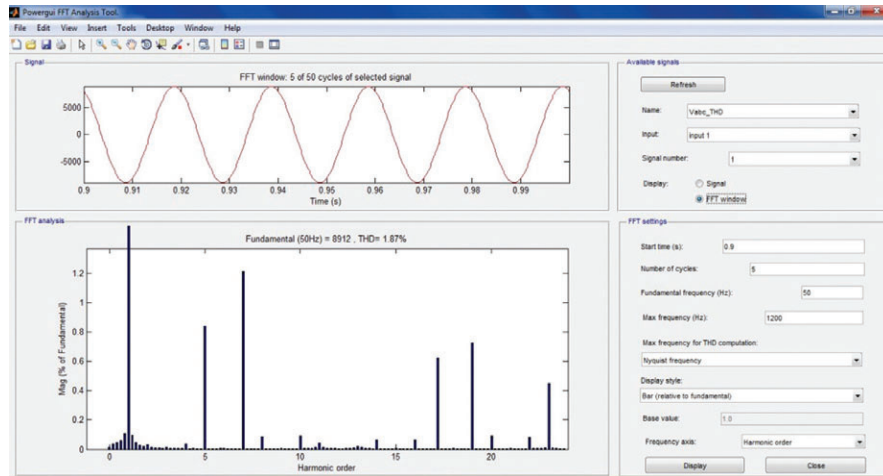 Powergui FFT Analysis Tool.
File Edit View Insert Tools Desktop Window Help
Signal
FFT window: 5 of 50 cycles of selected signal
5000
0
-5000
0.9 0.91 0.92 0.93 0.94 0.95 0.96 0.97 0.98 0.99
Time (s)
FFT analysis
Fundamental (50Hz) = 8912 , THD= 1.87%
Mag (% of Fundamental)
1.2
1
0.8
0.6
0.4
0.2
0
0 5 10 15 20
Harmonic order
Available signals
Refresh
Name: Vabc_THD
Input: input 1
Signal number: 1
Display: Signal
FFT window
FFT settings
Start time (s): 0.9
Number of cycles: 5
Fundamental frequency (Hz): 50
Max frequency (Hz): 1200
Max frequency for THD computation:
Nyquist frequency
Display style:
Bar (relative to fundamental)
Base value: 1.0
Frequency axis: Harmonic order
Display Close